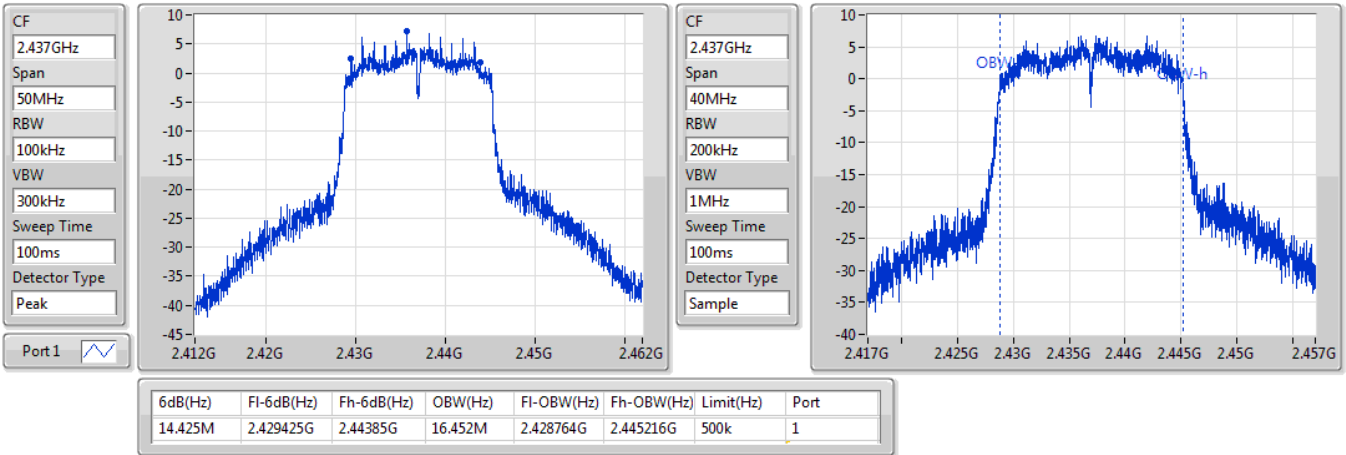 CF
2.437GHz
Span
50MHz
RBW
100kHz
VBW
300kHz
Sweep Time
100ms
Detector Type
Peak
Port 1
10
5
0
-5
-10
-15
-20
-25
-30
-35
-40
-45
2.412G 2.42G 2.43G 2.44G 2.45G 2.462G
CF
2.437GHz
Span
40MHz
RBW
200kHz
VBW
1MHz
Sweep Time
100ms
Detector Type
Sample
10
5
0
-5
-10
-15
-20
-25
-30
-35
-40
OBW
W-h
2.417G 2.425G 2.43G 2.435G 2.44G 2.445G 2.45G 2.457G
6dB(Hz) Fl-6dB(Hz) Fh-6dB(Hz) OBW(Hz) Fl-OBW(Hz) Fh-OBW(Hz) Limit(Hz) Port
14.425M 2.429425G 2.44385G 16.452M 2.428764G 2.445216G 500k 1